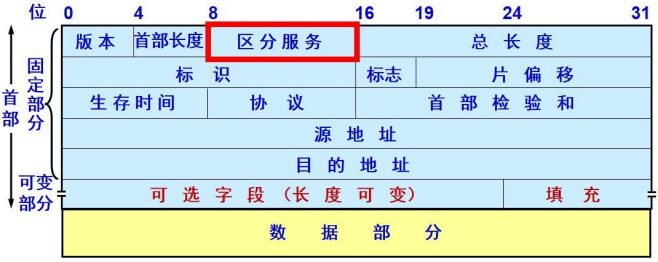 位 0 4 8 16 19 24 31
版本 首部长度 区分服务 总长度
标识 标志 片偏移
生存时间 协议 首部检验和
源地址
目的地址
可选字段（长度可变） 填充
数据部分
首部
固定部分
可变部分